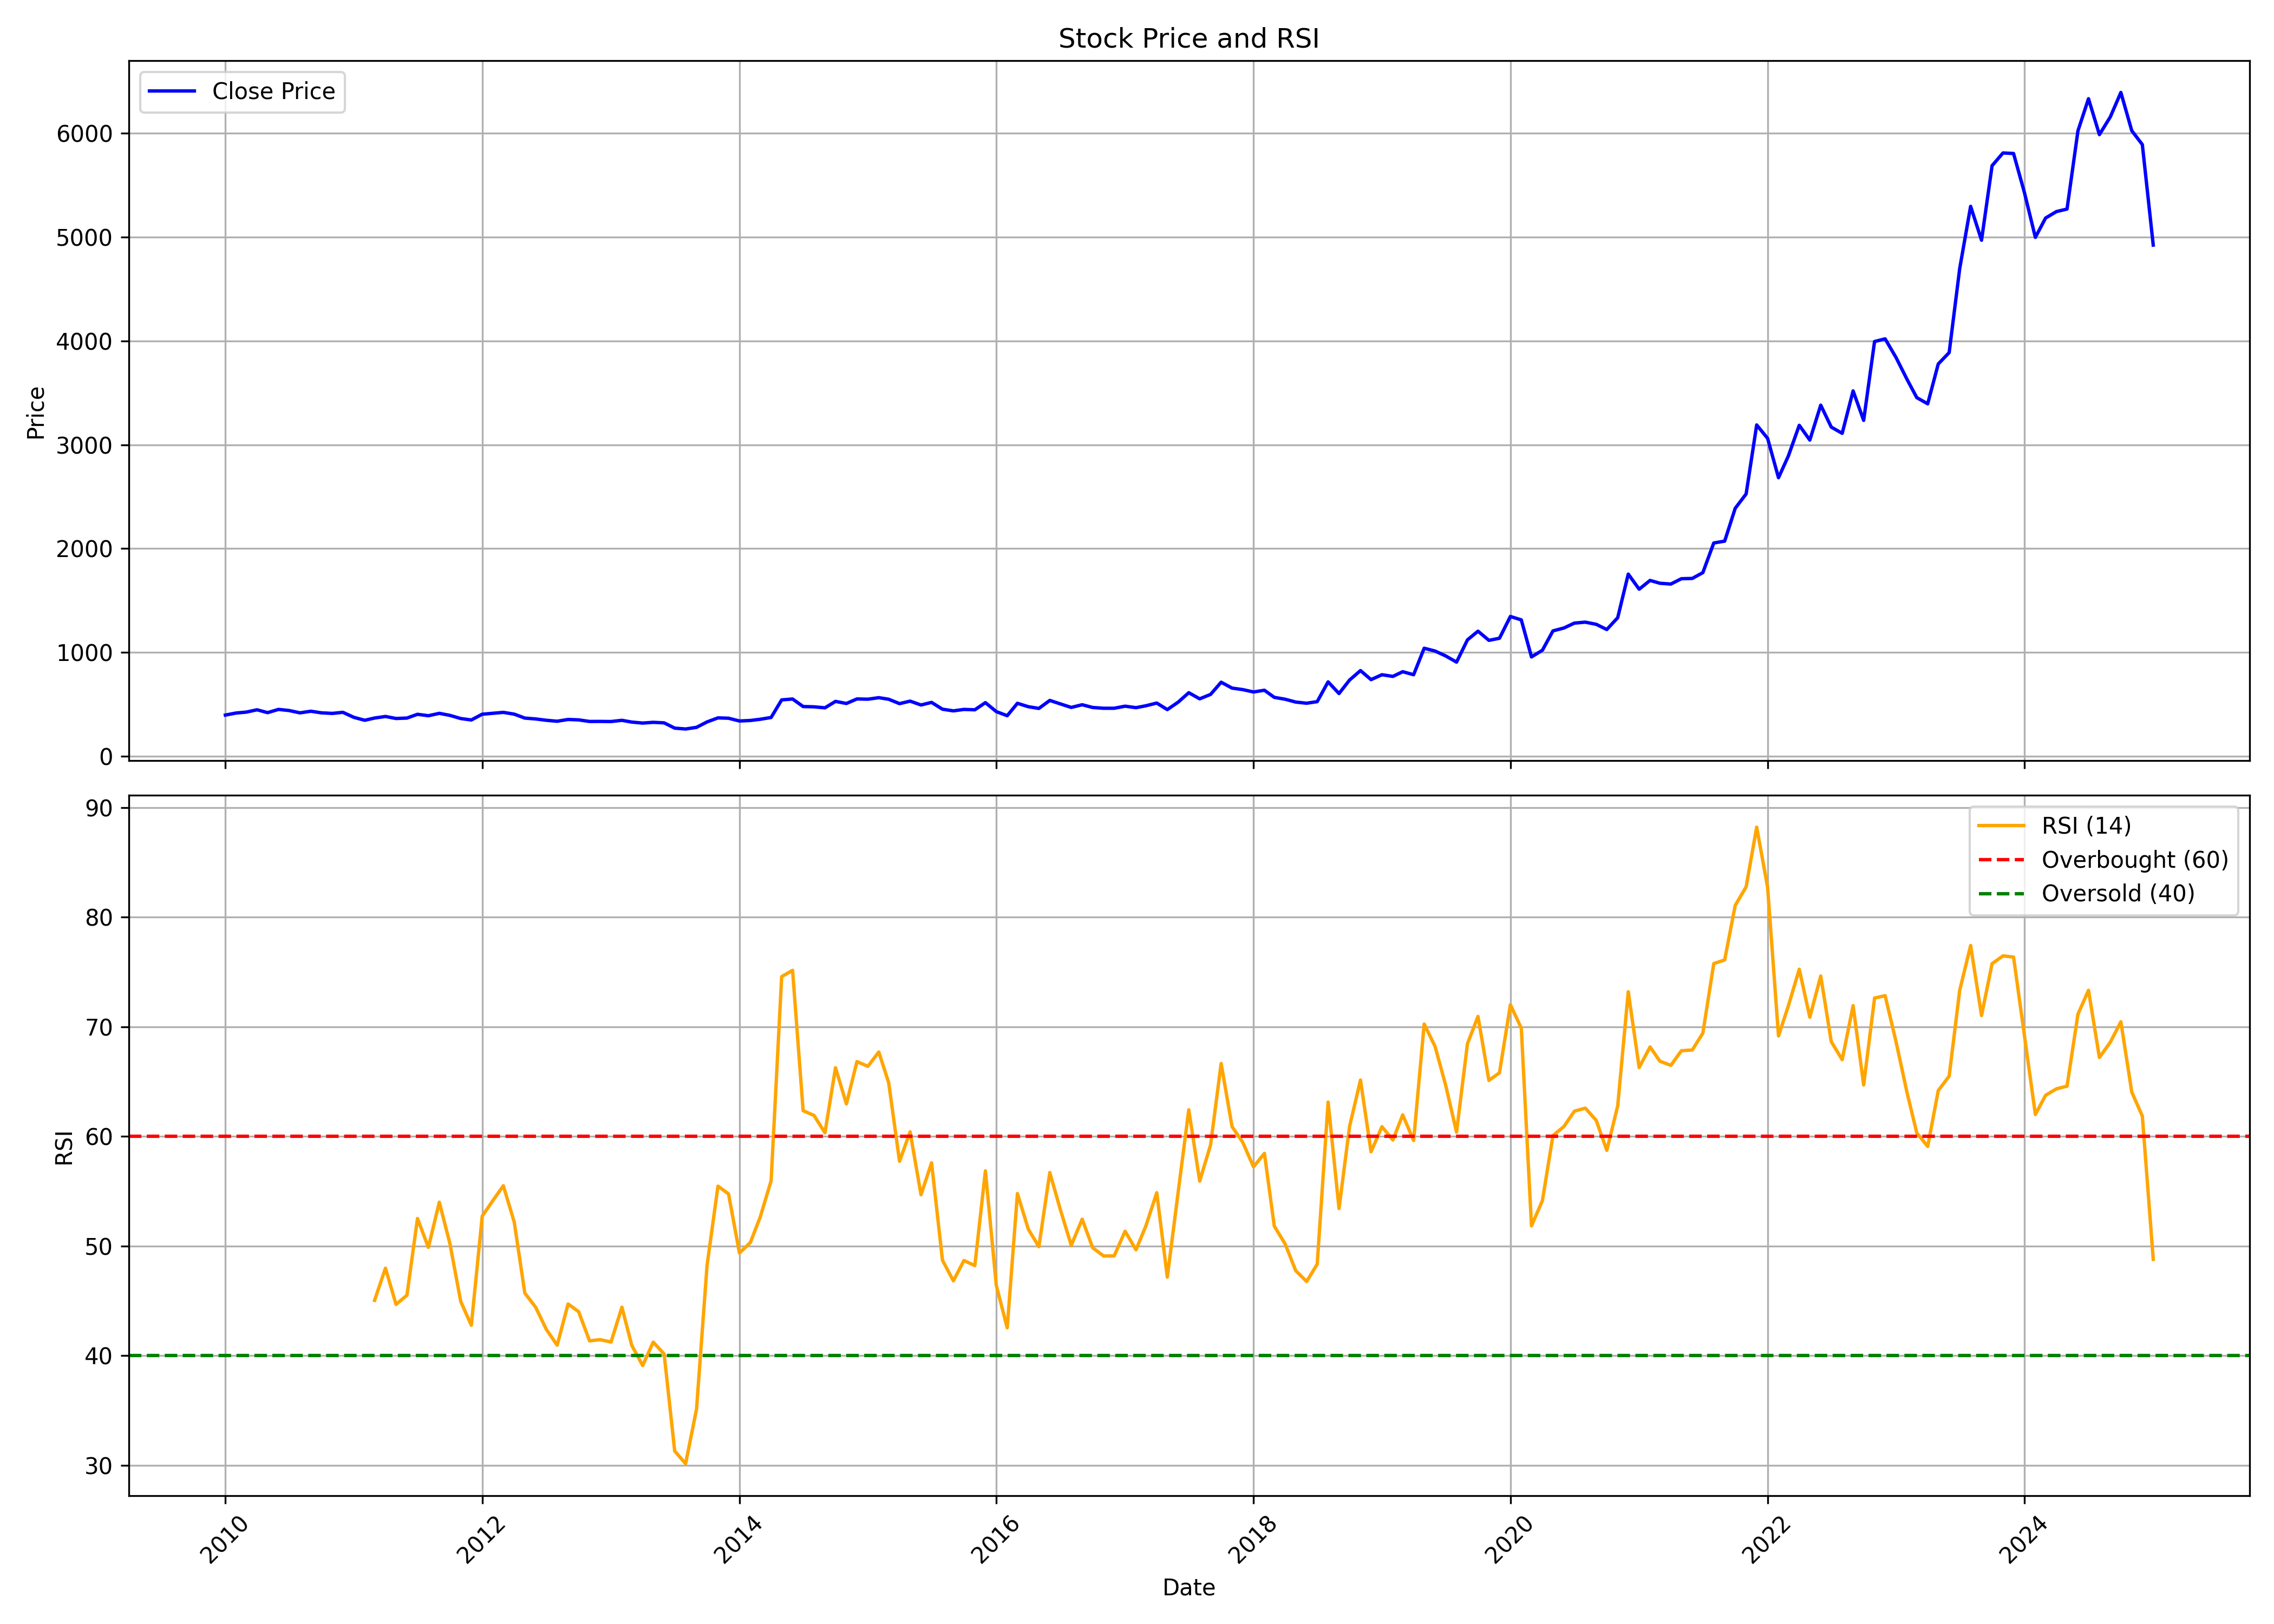 Stock Price and RSI
Close Price
6000
5000
4000
3000
2000
1000
0
Price
90
80
70
60
50
40
30
RSI
RSI (14)
Overbought (60)
Oversold (40)
2010
2012
2014
2016
2018
2020
2022
2024
Date